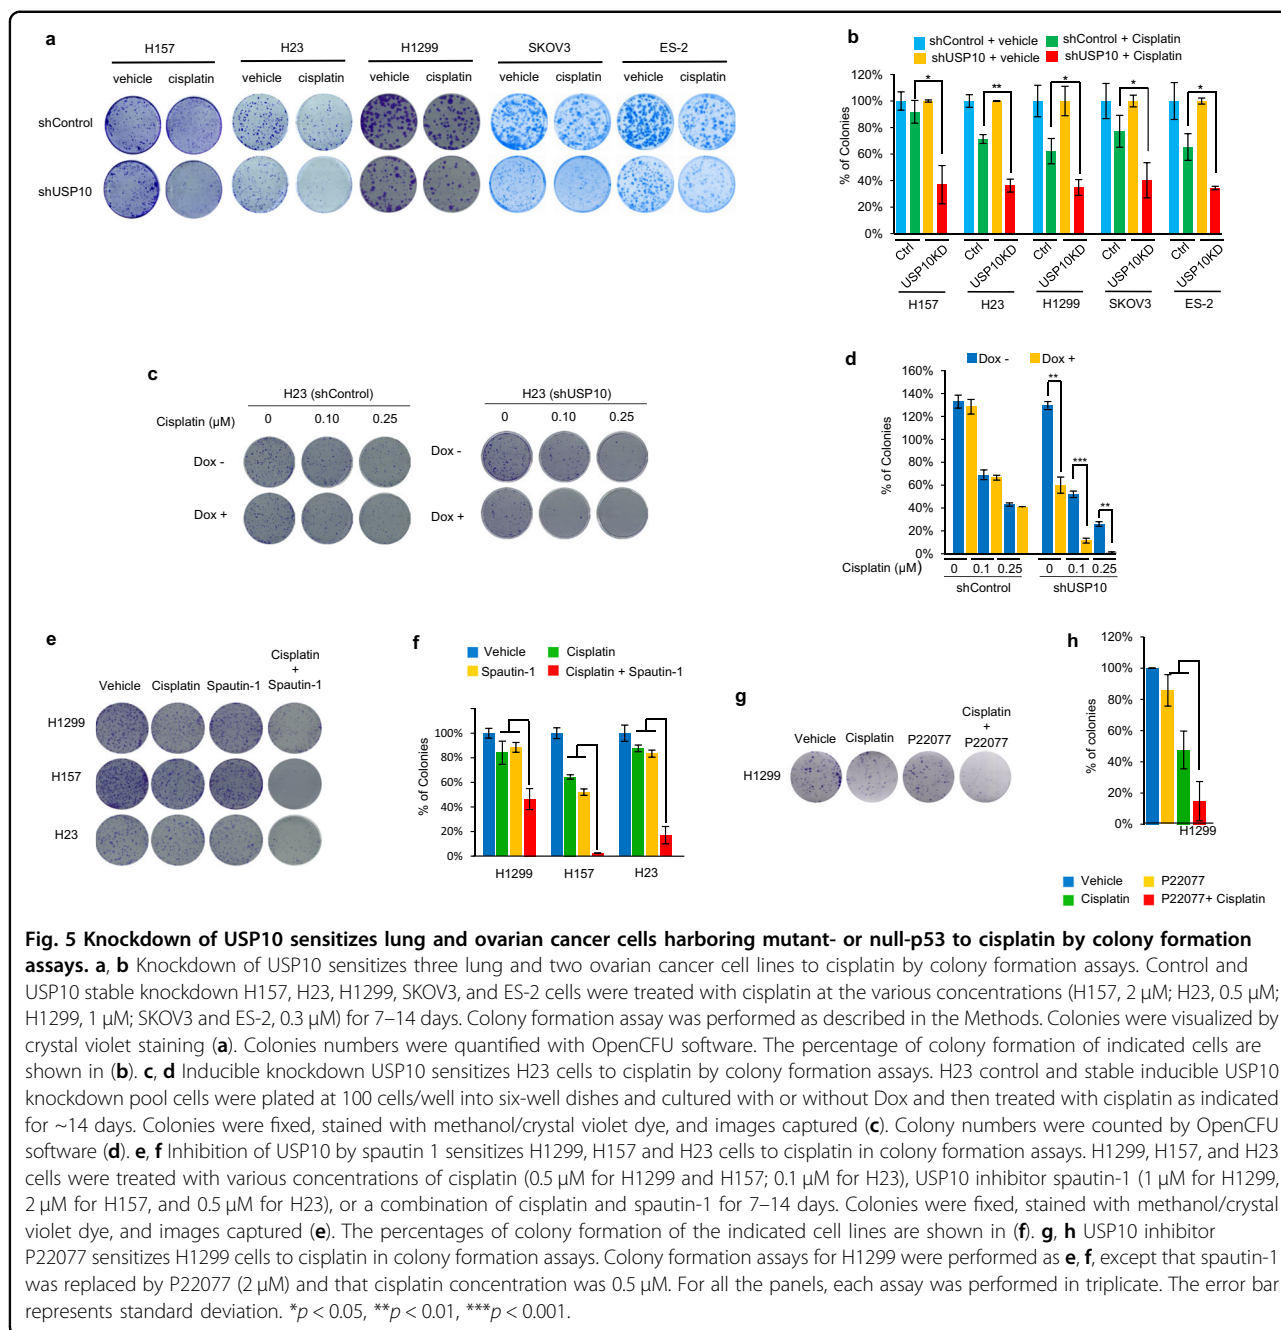 a
H157 H23 H1299 SKOV3 ES-2
vehicle cisplatin vehicle cisplatin vehicle cisplatin vehicle cisplatin vehicle cisplatin
shControl
shUSP10
b
shControl + vehicle shControl + Cisplatin
shUSP10 + vehicle shUSP10 + Cisplatin
120%
100%
80%
60%
40%
20%
0%
% of Colonies
* ** * * *
Ctrl USP10KD Ctrl USP10KD Ctrl USP10KD Ctrl USP10KD Ctrl USP10KD
H157 H23 H1299 SKOV3 ES-2
c
H23 (shControl) H23 (shUSP10)
Cisplatin (µM) 0 0.10 0.25 0 0.10 0.25
Dox - Dox -
Dox + Dox +
d
Dox - Dox +
160%
140%
120%
100%
80%
60%
40%
20%
0%
% of Colonies
** *** **
Cisplatin (µM) 0 0.1 0.25 0 0.1 0.25
shControl shUSP10
e
Vehicle Cisplatin Spautin-1 Cisplatin + Spautin-1
H1299
H157
H23
f
Vehicle Cisplatin
Spautin-1 Cisplatin + Spautin-1
100%
80%
60%
40%
20%
0%
% of Colonies
H1299 H157 H23
g
Vehicle Cisplatin P22077 Cisplatin + P22077
H1299
h
120%
100%
80%
60%
40%
20%
0%
% of colonies
H1299
Vehicle P22077
Cisplatin P22077+ Cisplatin
Fig. 5 Knockdown of USP10 sensitizes lung and ovarian cancer cells harboring mutant- or null-p53 to cisplatin by colony formation
assays. a, b Knockdown of USP10 sensitizes three lung and two ovarian cancer cell lines to cisplatin by colony formation assays. Control and
USP10 stable knockdown H157, H23, H1299, SKOV3, and ES-2 cells were treated with cisplatin at the various concentrations (H157, 2 µM; H23, 0.5 µM;
H1299, 1 µM; SKOV3 and ES-2, 0.3 µM) for 7–14 days. Colony formation assay was performed as described in the Methods. Colonies were visualized by
crystal violet staining (a). Colonies numbers were quantified with OpenCFU software. The percentage of colony formation of indicated cells are
shown in (b). c, d Inducible knockdown USP10 sensitizes H23 cells to cisplatin by colony formation assays. H23 control and stable inducible USP10
knockdown pool cells were plated at 100 cells/well into six-well dishes and cultured with or without Dox and then treated with cisplatin as indicated
for ~14 days. Colonies were fixed, stained with methanol/crystal violet dye, and images captured (c). Colony numbers were counted by OpenCFU
software (d). e, f Inhibition of USP10 by spautin 1 sensitizes H1299, H157 and H23 cells to cisplatin in colony formation assays. H1299, H157, and H23
cells were treated with various concentrations of cisplatin (0.5 µM for H1299 and H157; 0.1 µM for H23), USP10 inhibitor spautin-1 (1 µM for H1299,
2 µM for H157, and 0.5 µM for H23), or a combination of cisplatin and spautin-1 for 7–14 days. Colonies were fixed, stained with methanol/crystal
violet dye, and images captured (e). The percentages of colony formation of the indicated cell lines are shown in (f). g, h USP10 inhibitor
P22077 sensitizes H1299 cells to cisplatin in colony formation assays. Colony formation assays for H1299 were performed as e, f, except that spautin-1
was replaced by P22077 (2 µM) and that cisplatin concentration was 0.5 µM. For all the panels, each assay was performed in triplicate. The error bar
represents standard deviation. *p < 0.05, **p < 0.01, ***p < 0.001.